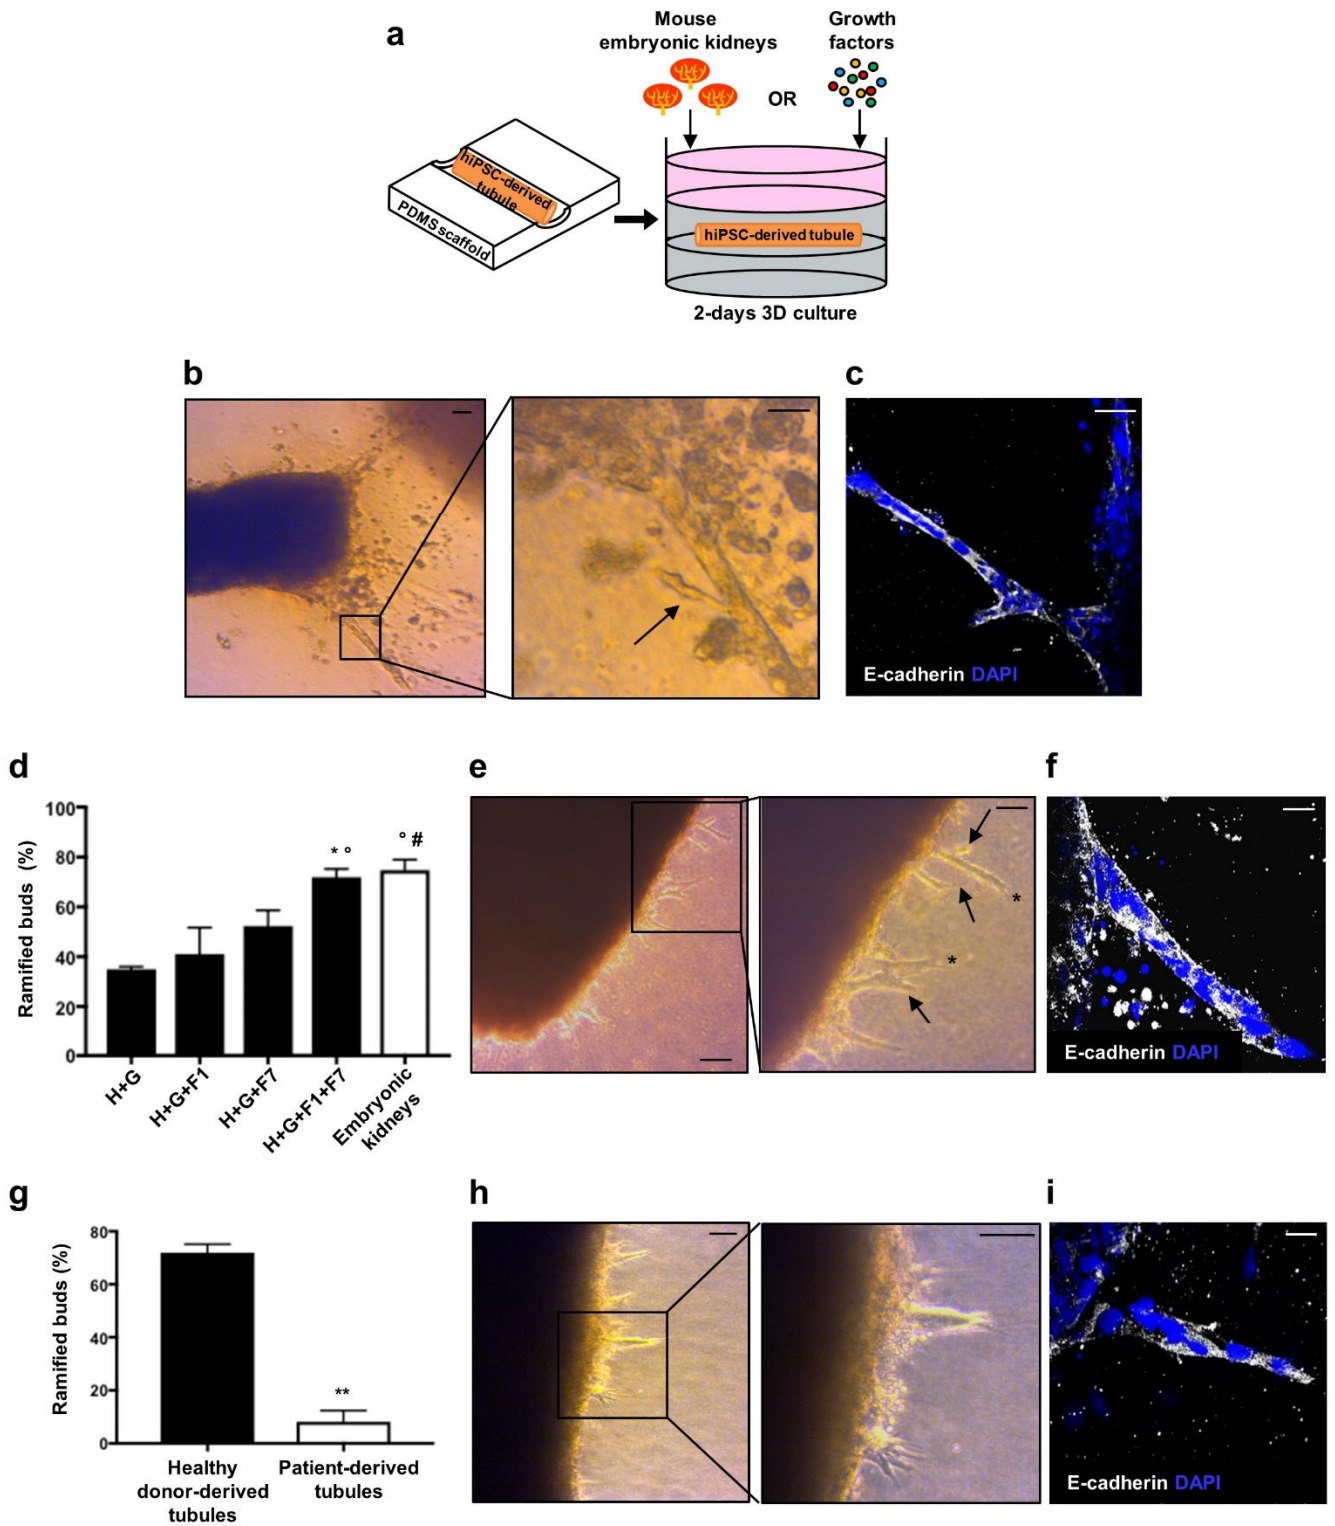 a
Mouse
embryonic kidneys
OR
Growth
factors
hiPSC-derived
tubule
PDMS scaffold
hiPSC-derived tubule
2-days 3D culture
b
c
E-cadherin DAPI
d
Ramified buds (%)
100
80
60
40
20
0
* °
° #
H+G
H+G+F1
H+G+F7
H+G+F1+F7
Embryonic
kidneys
e
*
*
f
E-cadherin DAPI
g
Ramified buds (%)
80
60
40
20
0
**
Healthy
donor-derived
tubules
Patient-derived
tubules
h
i
E-cadherin DAPI